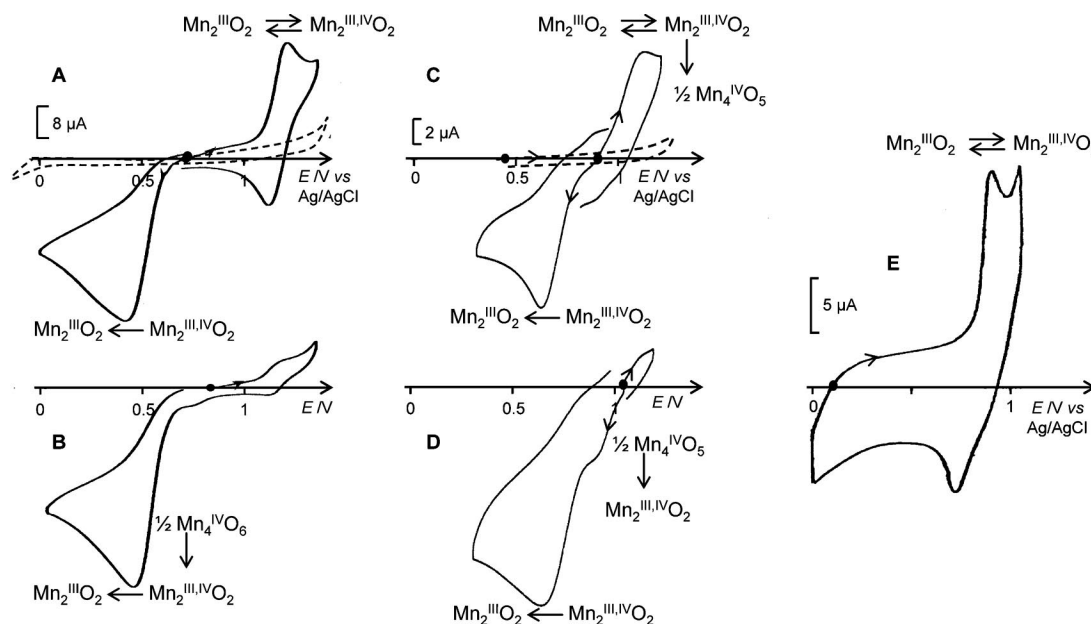 Mn₂ᴵᴵᴵO₂ ⇌ Mn₂ᴵᴵᴵ,ᴵⱽO₂
A
8 µA
0
0.5
1
E /V vs
Ag/AgCl
Mn₂ᴵᴵᴵO₂ ← Mn₂ᴵᴵᴵ,ᴵⱽO₂
B
0
0.5
1
E /V
½ Mn₄ᴵⱽO₆
↓
Mn₂ᴵᴵᴵO₂ ← Mn₂ᴵᴵᴵ,ᴵⱽO₂
Mn₂ᴵᴵᴵO₂ ⇌ Mn₂ᴵᴵᴵ,ᴵⱽO₂
↓
½ Mn₄ᴵⱽO₅
C
2 µA
0
0.5
1
E /V vs
Ag/AgCl
Mn₂ᴵᴵᴵO₂ ← Mn₂ᴵᴵᴵ,ᴵⱽO₂
D
0
0.5
1
E /V
½ Mn₄ᴵⱽO₅
↓
Mn₂ᴵᴵᴵ,ᴵⱽO₂
Mn₂ᴵᴵᴵO₂ ← Mn₂ᴵᴵᴵ,ᴵⱽO₂
Mn₂ᴵᴵᴵO₂ ⇌ Mn₂ᴵᴵᴵ,ᴵⱽO
E
5 µA
0
1
E /V vs
Ag/AgCl